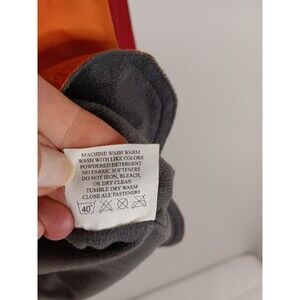 MACHINE WASH WARM
WASH WITH LIKE COLORS
POWDERED DETERGENT
NO FABRIC SOFTENERS
DO NOT IRON, BLEACH,
OR DRY CLEAN
TUMBLE DRY WARM
CLOSE ALL FASTENERS
40°